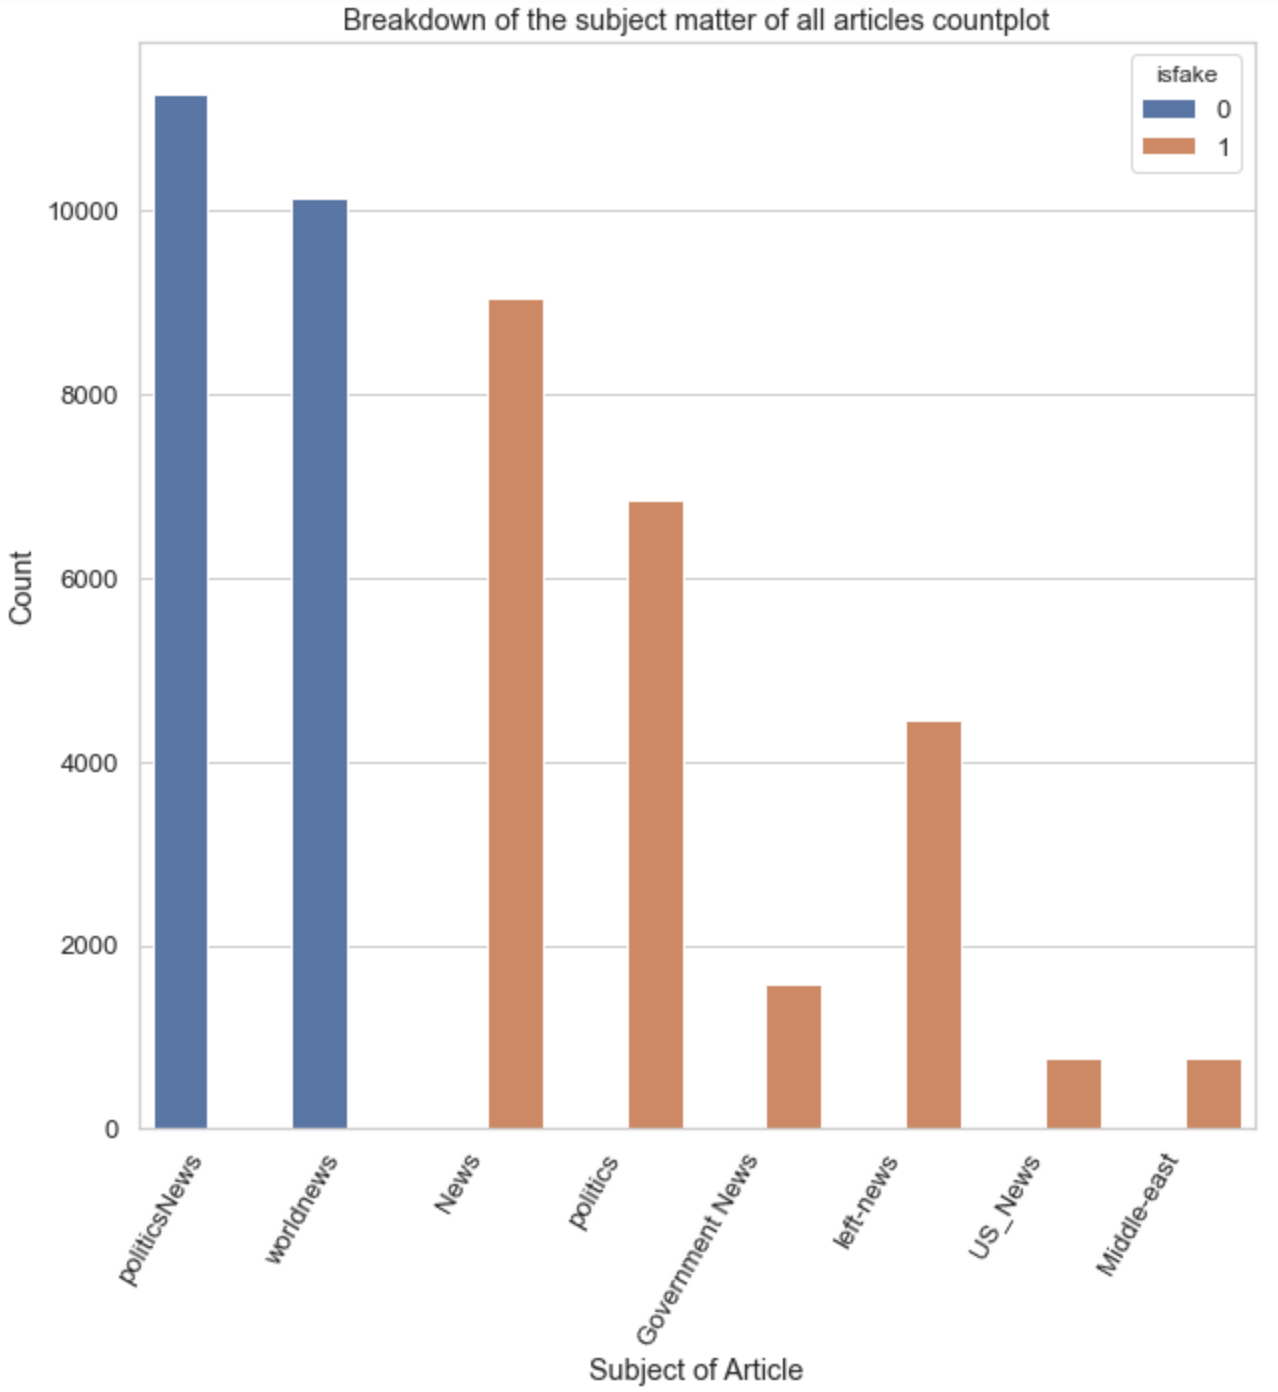 Breakdown of the subject matter of all articles countplot
isfake
0
1
10000
8000
6000
4000
2000
0
Count
politicsNews
worldnews
News
politics
Government News
left-news
US_News
Middle-east
Subject of Article